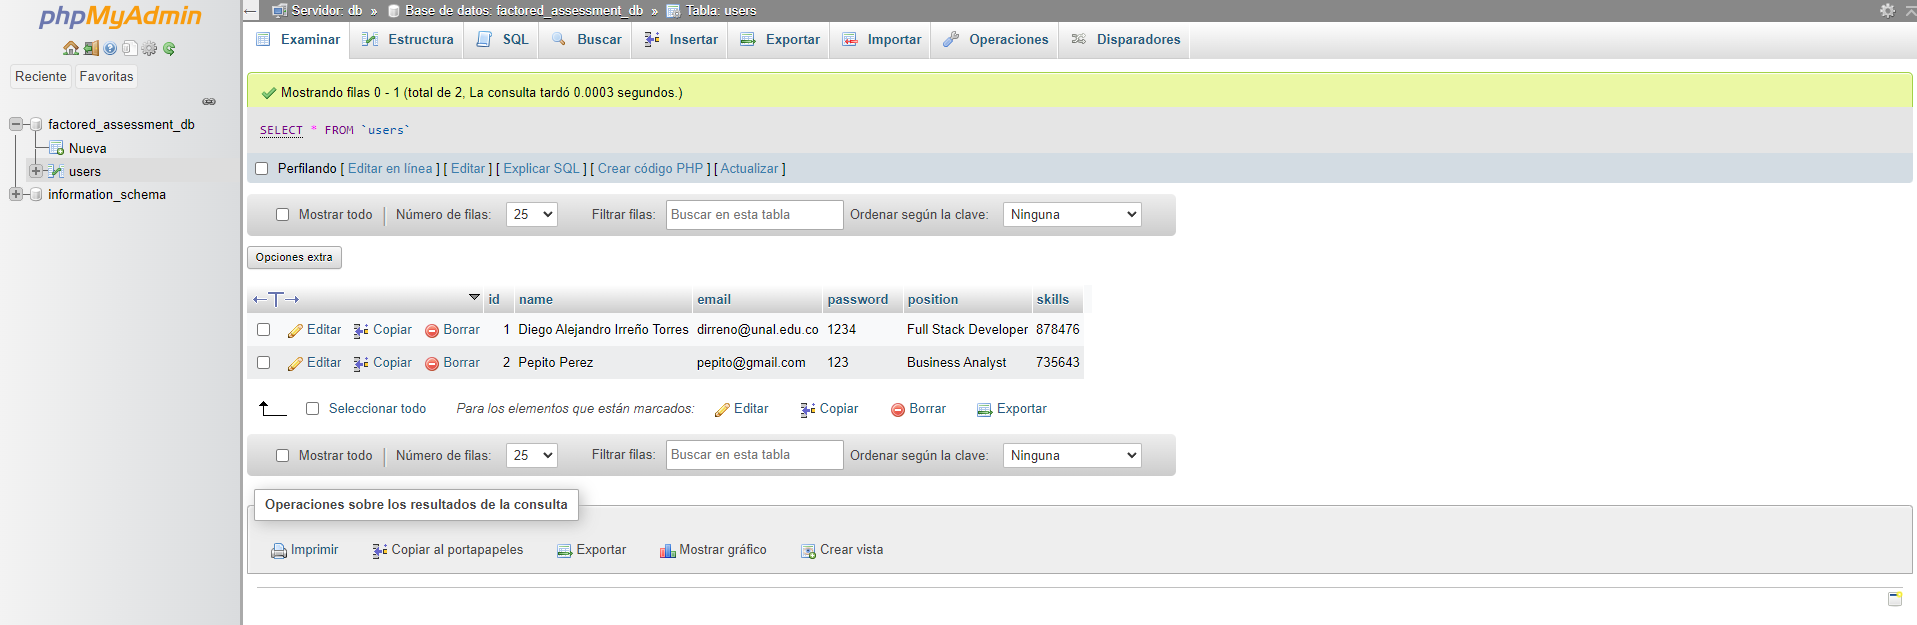 phpMyAdmin
Reciente Favoritas
factored_assessment_db
Nueva
users
information_schema
Servidor: db » Base de datos: factored_assessment_db » Tabla: users
Examinar Estructura SQL Buscar Insertar Exportar Importar Operaciones Disparadores
Mostrando filas 0 - 1 (total de 2, La consulta tardó 0.0003 segundos.)
SELECT * FROM `users`
Perfilando [ Editar en línea ] [ Editar ] [ Explicar SQL ] [ Crear código PHP ] [ Actualizar ]
Mostrar todo Número de filas: 25 Filtrar filas: Buscar en esta tabla Ordenar según la clave: Ninguna
Opciones extra
←T→ id name email password position skills
Editar Copiar Borrar 1 Diego Alejandro Irreño Torres dirreno@unal.edu.co 1234 Full Stack Developer 878476
Editar Copiar Borrar 2 Pepito Perez pepito@gmail.com 123 Business Analyst 735643
Seleccionar todo Para los elementos que están marcados: Editar Copiar Borrar Exportar
Mostrar todo Número de filas: 25 Filtrar filas: Buscar en esta tabla Ordenar según la clave: Ninguna
Operaciones sobre los resultados de la consulta
Imprimir Copiar al portapapeles Exportar Mostrar gráfico Crear vista